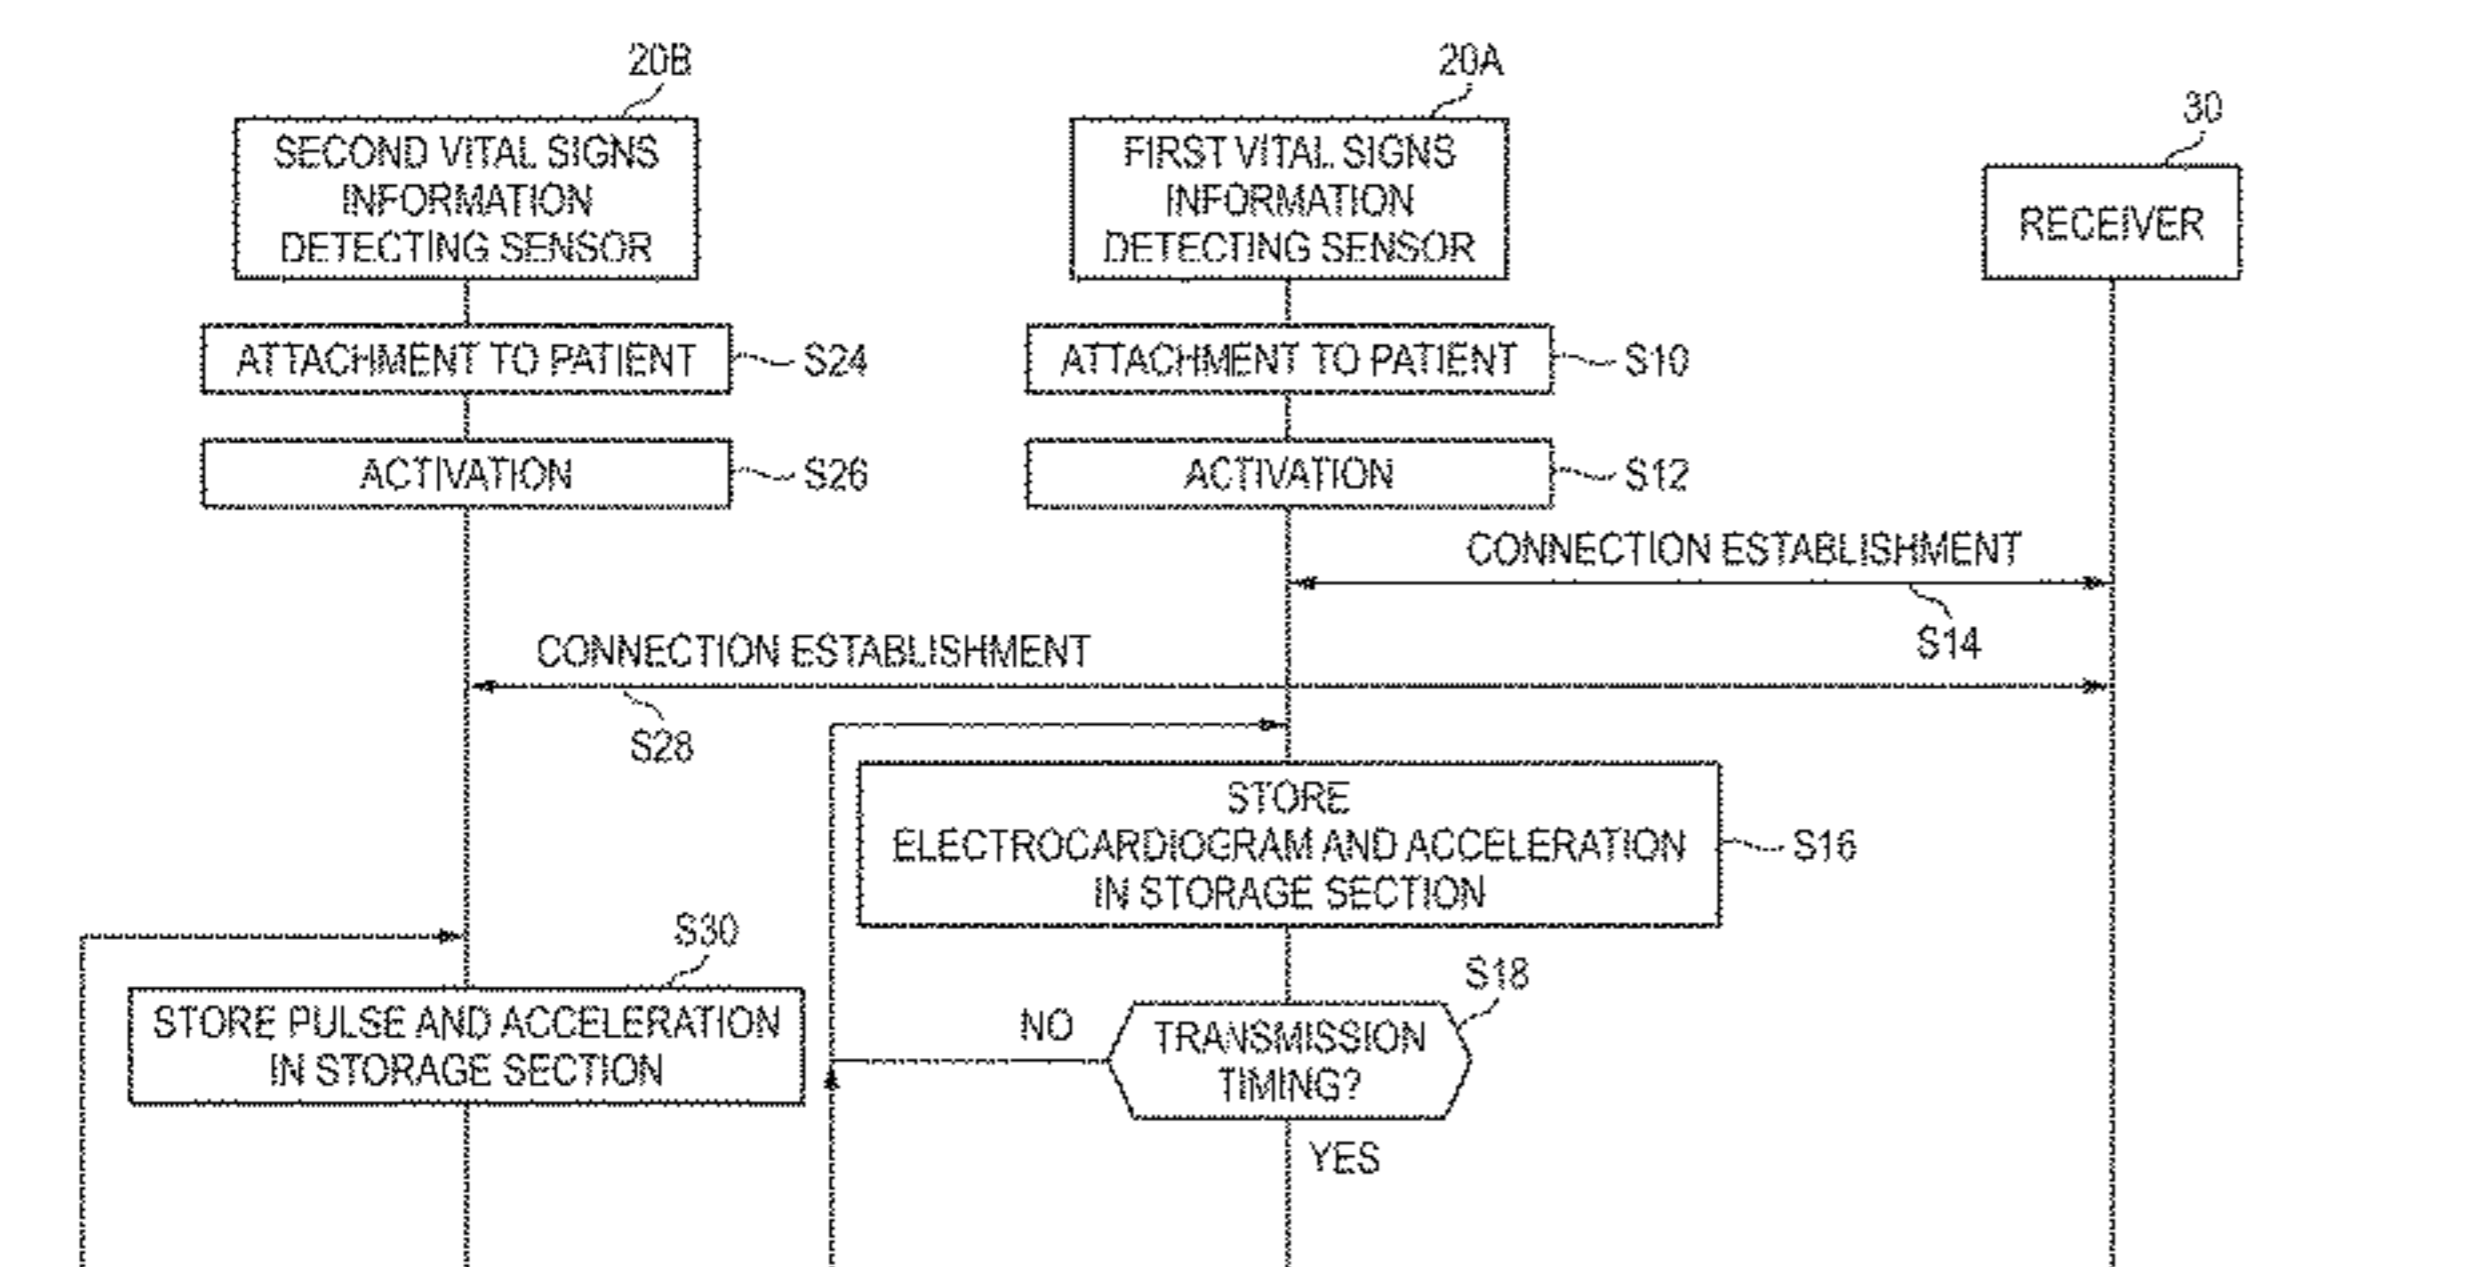 20B
20A
30
SECOND VITAL SIGNS
INFORMATION
DETECTING SENSOR
FIRST VITAL SIGNS
INFORMATION
DETECTING SENSOR
RECEIVER
ATTACHMENT TO PATIENT
S24
ATTACHMENT TO PATIENT
S10
ACTIVATION
S26
ACTIVATION
S12
CONNECTION ESTABLISHMENT
S14
CONNECTION ESTABLISHMENT
S28
STORE
ELECTROCARDIOGRAM AND ACCELERATION
IN STORAGE SECTION
S16
S30
STORE PULSE AND ACCELERATION
IN STORAGE SECTION
S18
NO
TRANSMISSION
TIMING?
YES